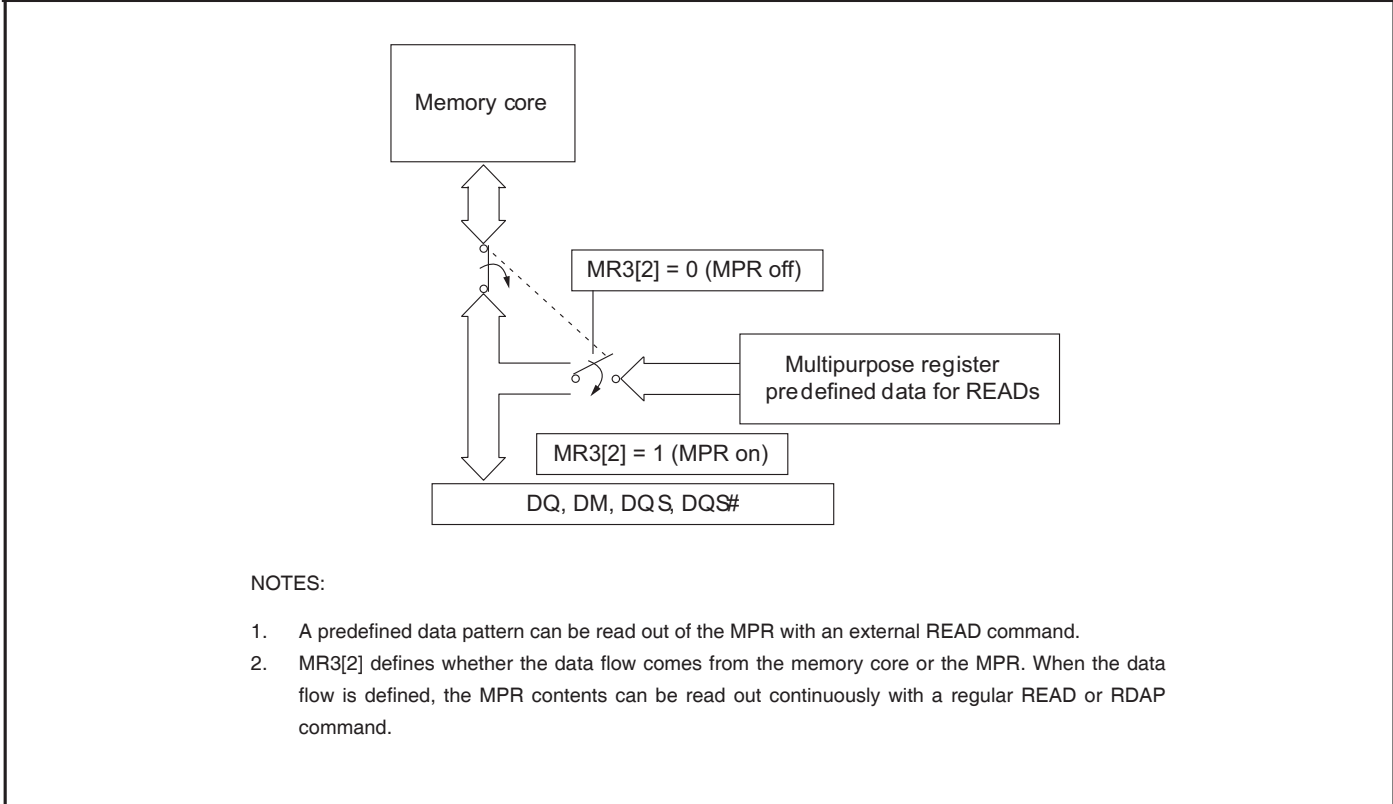 Memory core
MR3[2] = 0 (MPR off)
Multipurpose register
predefined data for READs
MR3[2] = 1 (MPR on)
DQ, DM, DQS, DQS#
NOTES:
1. A predefined data pattern can be read out of the MPR with an external READ command.
2. MR3[2] defines whether the data flow comes from the memory core or the MPR. When the data
flow is defined, the MPR contents can be read out continuously with a regular READ or RDAP
command.